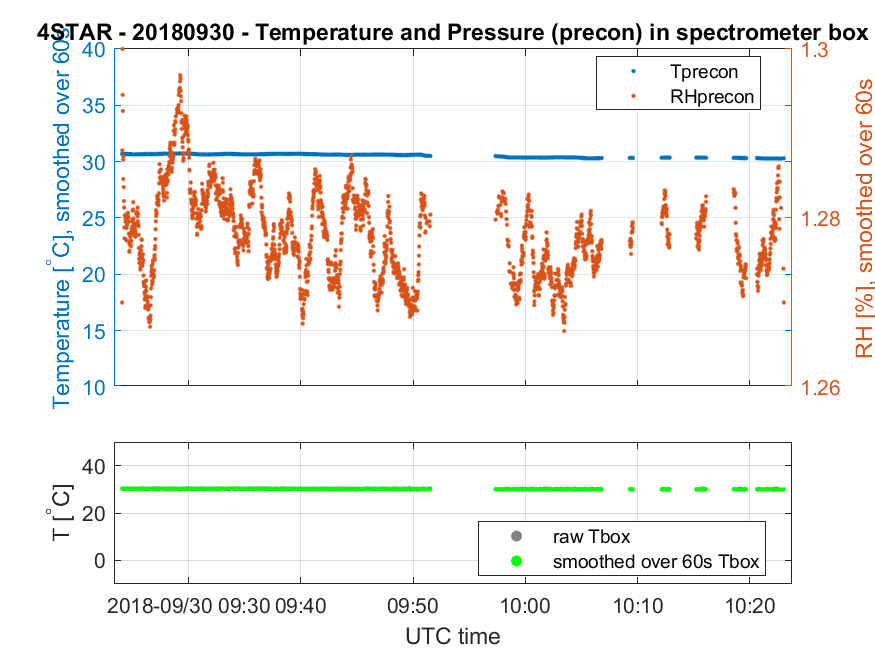 4STAR - 20180930 - Temperature and Pressure (precon) in spectrometer box
Temperature [°C], smoothed over 60s
40
35
30
25
20
15
10
1.3
1.28
1.26
RH [%], smoothed over 60s
Tprecon
RHprecon
T [°C]
40
20
0
raw Tbox
smoothed over 60s Tbox
2018-09/30 09:30 09:40 09:50 10:00 10:10 10:20
UTC time